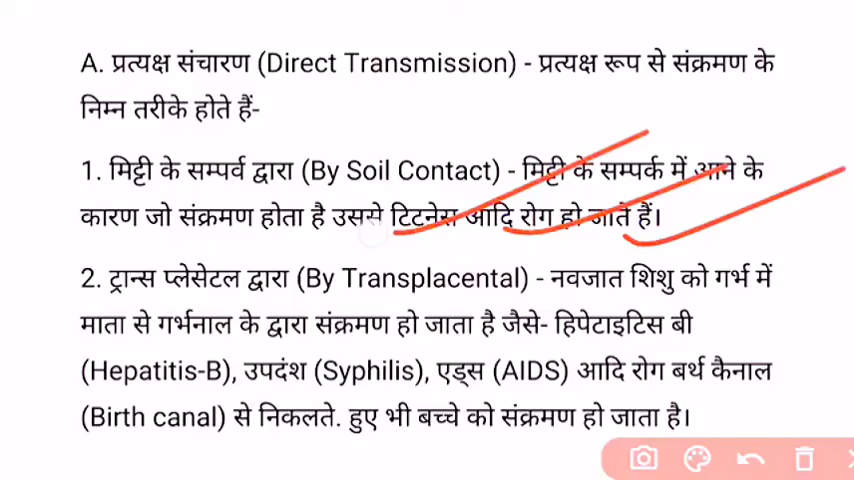 A. प्रत्यक्ष संचारण (Direct Transmission) - प्रत्यक्ष रूप से संक्रमण के
निम्न तरीके होते हैं-
1. मिट्टी के सम्पर्व द्वारा (By Soil Contact) - मिट्टी के सम्पर्क में आने के
कारण जो संक्रमण होता है उससे टिटनेस आदि रोग हो जाते हैं।
2. ट्रान्स प्लेसेटल द्वारा (By Transplacental) - नवजात शिशु को गर्भ में
माता से गर्भनाल के द्वारा संक्रमण हो जाता है जैसे- हिपेटाइटिस बी
(Hepatitis-B), उपदंश (Syphilis), एड्स (AIDS) आदि रोग बर्थ कैनाल
(Birth canal) से निकलते. हुए भी बच्चे को संक्रमण हो जाता है।